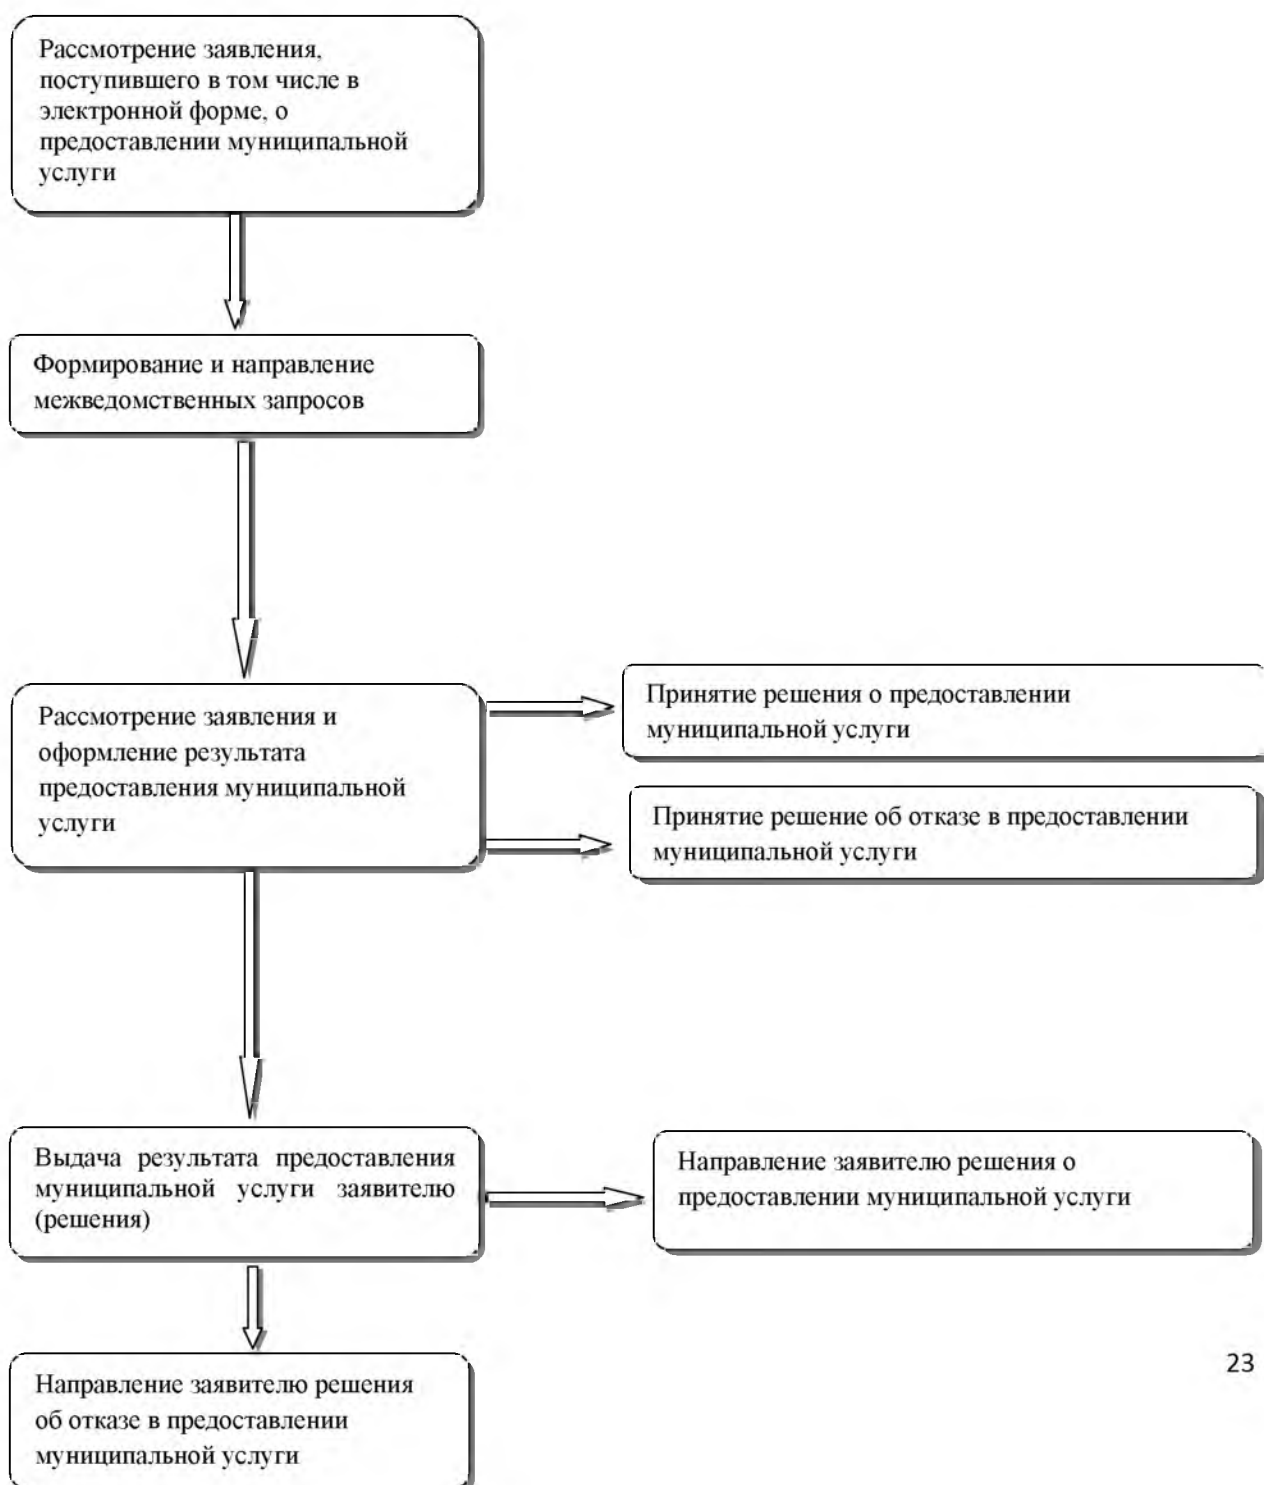 Рассмотрение заявления,
поступившего в том числе в
электронной форме, о
предоставлении муниципальной
услуги
Формирование и направление
межведомственных запросов
Рассмотрение заявления и
оформление результата
предоставления муниципальной
услуги
Принятие решения о предоставлении
муниципальной услуги
Принятие решение об отказе в предоставлении
муниципальной услуги
Выдача результата предоставления
муниципальной услуги заявителю
(решения)
Направление заявителю решения о
предоставлении муниципальной услуги
Направление заявителю решения
об отказе в предоставлении
муниципальной услуги
23